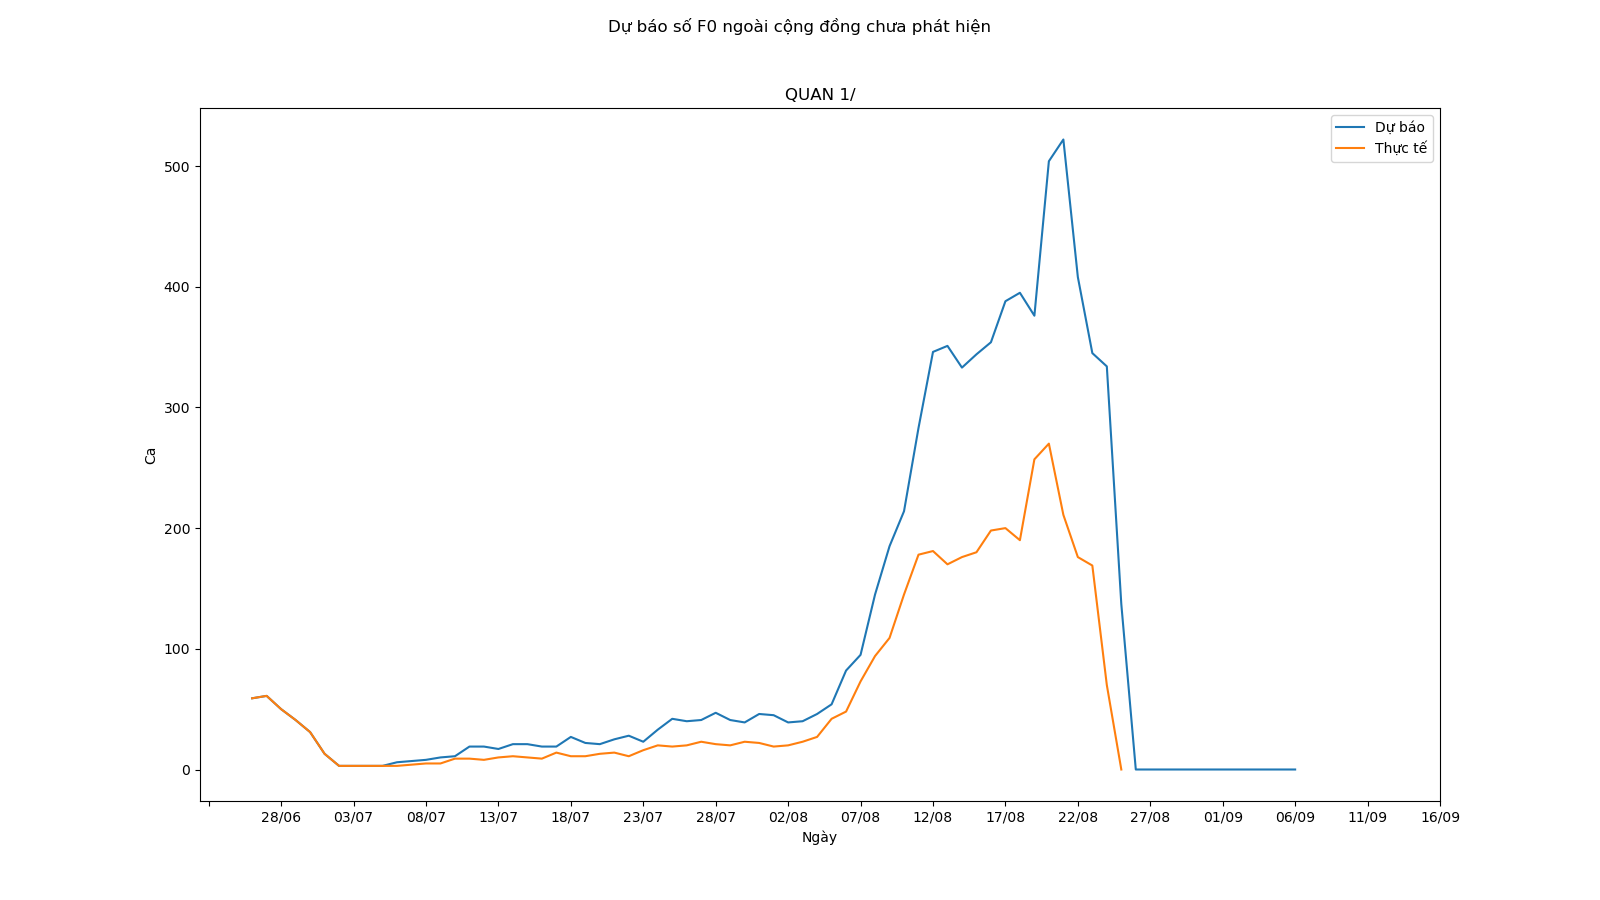 Dự báo số F0 ngoài cộng đồng chưa phát hiện
QUAN 1/
Dự báo
Thực tế
500
400
300
200
100
0
Ca
28/06 03/07 08/07 13/07 18/07 23/07 28/07 02/08 07/08 12/08 17/08 22/08 27/08 01/09 06/09 11/09 16/09
Ngày